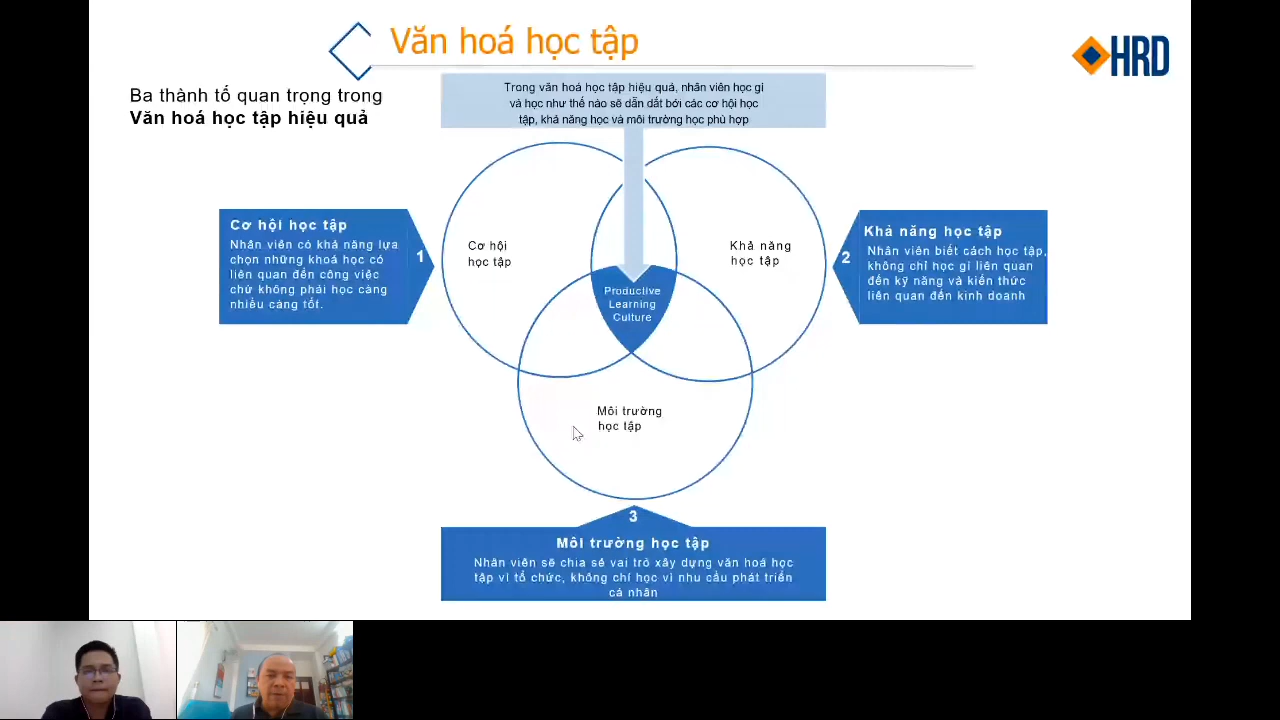 Văn hoá học tập
HRD
Ba thành tố quan trọng trong
Văn hoá học tập hiệu quả
Trong văn hoá học tập hiệu quả, nhân viên học gì
và học như thế nào sẽ dẫn dắt bởi các cơ hội học
tập, khả năng học và môi trường học phù hợp
Cơ hội học tập
Nhân viên có khả năng lựa
chọn những khoá học có
liên quan đến công việc
chứ không phải học càng
nhiều càng tốt.
1
Cơ hội
học tập
Khả năng
học tập
2
Khả năng học tập
Nhân viên biết cách học tập,
không chỉ học gì liên quan
đến kỹ năng và kiến thức
liên quan đến kinh doanh
Productive
Learning
Culture
Môi trường
học tập
3
Môi trường học tập
Nhân viên sẽ chia sẻ vai trò xây dựng văn hoá học
tập vì tổ chức, không chỉ học vì nhu cầu phát triển
cá nhân